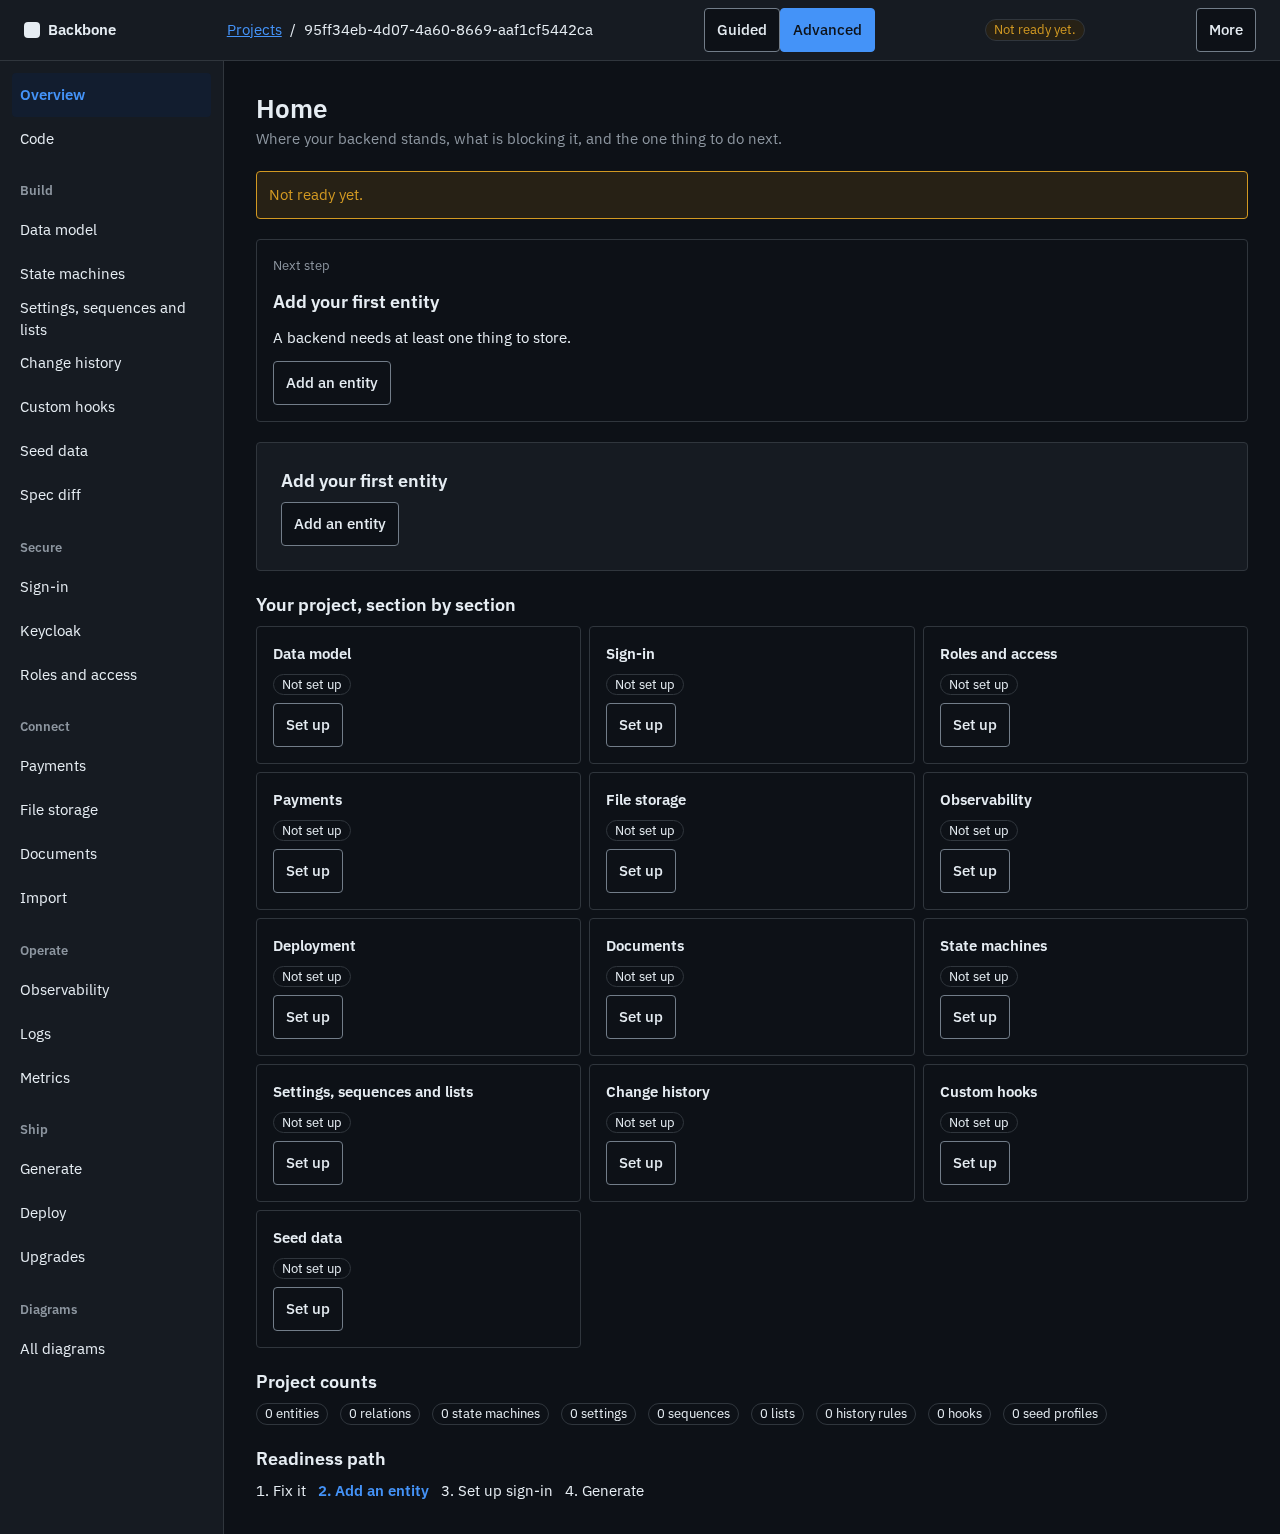 Backbone
Projects / 95ff34eb-4d07-4a60-8669-aaf1cf5442ca
Guided
Advanced
Not ready yet.
More
Overview
Code
Build
Data model
State machines
Settings, sequences and
lists
Change history
Custom hooks
Seed data
Spec diff
Secure
Sign-in
Keycloak
Roles and access
Connect
Payments
File storage
Documents
Import
Operate
Observability
Logs
Metrics
Ship
Generate
Deploy
Upgrades
Diagrams
All diagrams
Home
Where your backend stands, what is blocking it, and the one thing to do next.
Not ready yet.
Next step
Add your first entity
A backend needs at least one thing to store.
Add an entity
Add your first entity
Add an entity
Your project, section by section
Data model
Not set up
Set up
Sign-in
Not set up
Set up
Roles and access
Not set up
Set up
Payments
Not set up
Set up
File storage
Not set up
Set up
Observability
Not set up
Set up
Deployment
Not set up
Set up
Documents
Not set up
Set up
State machines
Not set up
Set up
Settings, sequences and lists
Not set up
Set up
Change history
Not set up
Set up
Custom hooks
Not set up
Set up
Seed data
Not set up
Set up
Project counts
0 entities
0 relations
0 state machines
0 settings
0 sequences
0 lists
0 history rules
0 hooks
0 seed profiles
Readiness path
1. Fix it
2. Add an entity
3. Set up sign-in
4. Generate